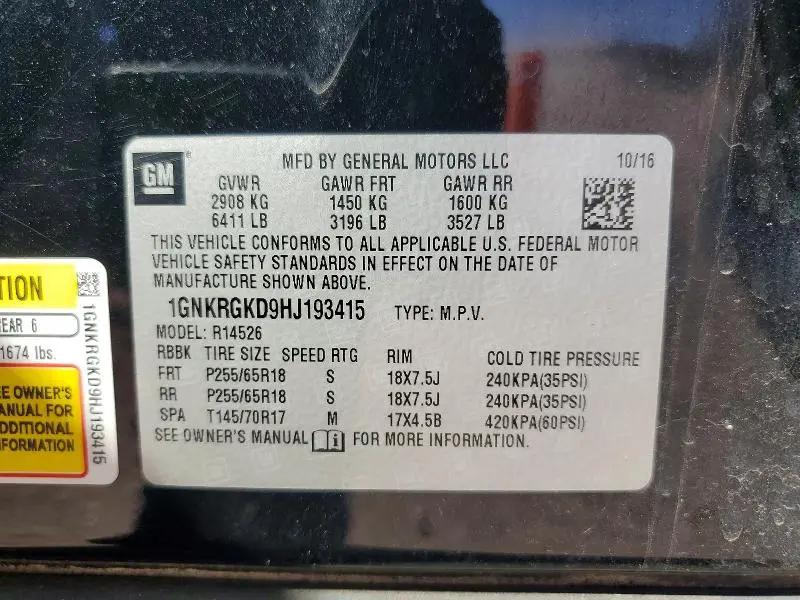 GM
MFD BY GENERAL MOTORS LLC 10/16
GVWR GAWR FRT GAWR RR
2908 KG 1450 KG 1600 KG
6411 LB 3196 LB 3527 LB
THIS VEHICLE CONFORMS TO ALL APPLICABLE U.S. FEDERAL MOTOR
VEHICLE SAFETY STANDARDS IN EFFECT ON THE DATE OF
MANUFACTURE SHOWN ABOVE.
1GNKRGKD9HJ193415 TYPE: M.P.V.
MODEL: R14526
RBBK TIRE SIZE SPEED RTG RIM COLD TIRE PRESSURE
FRT P255/65R18 S 18X7.5J 240KPA(35PSI)
RR P255/65R18 S 18X7.5J 240KPA(35PSI)
SPA T145/70R17 M 17X4.5B 420KPA(60PSI)
SEE OWNER'S MANUAL FOR MORE INFORMATION.
TION
EAR 6
1674 lbs.
EE OWNER'S
ANUAL FOR
DDITIONAL
NFORMATION
1GNKRGKD9HJ193415